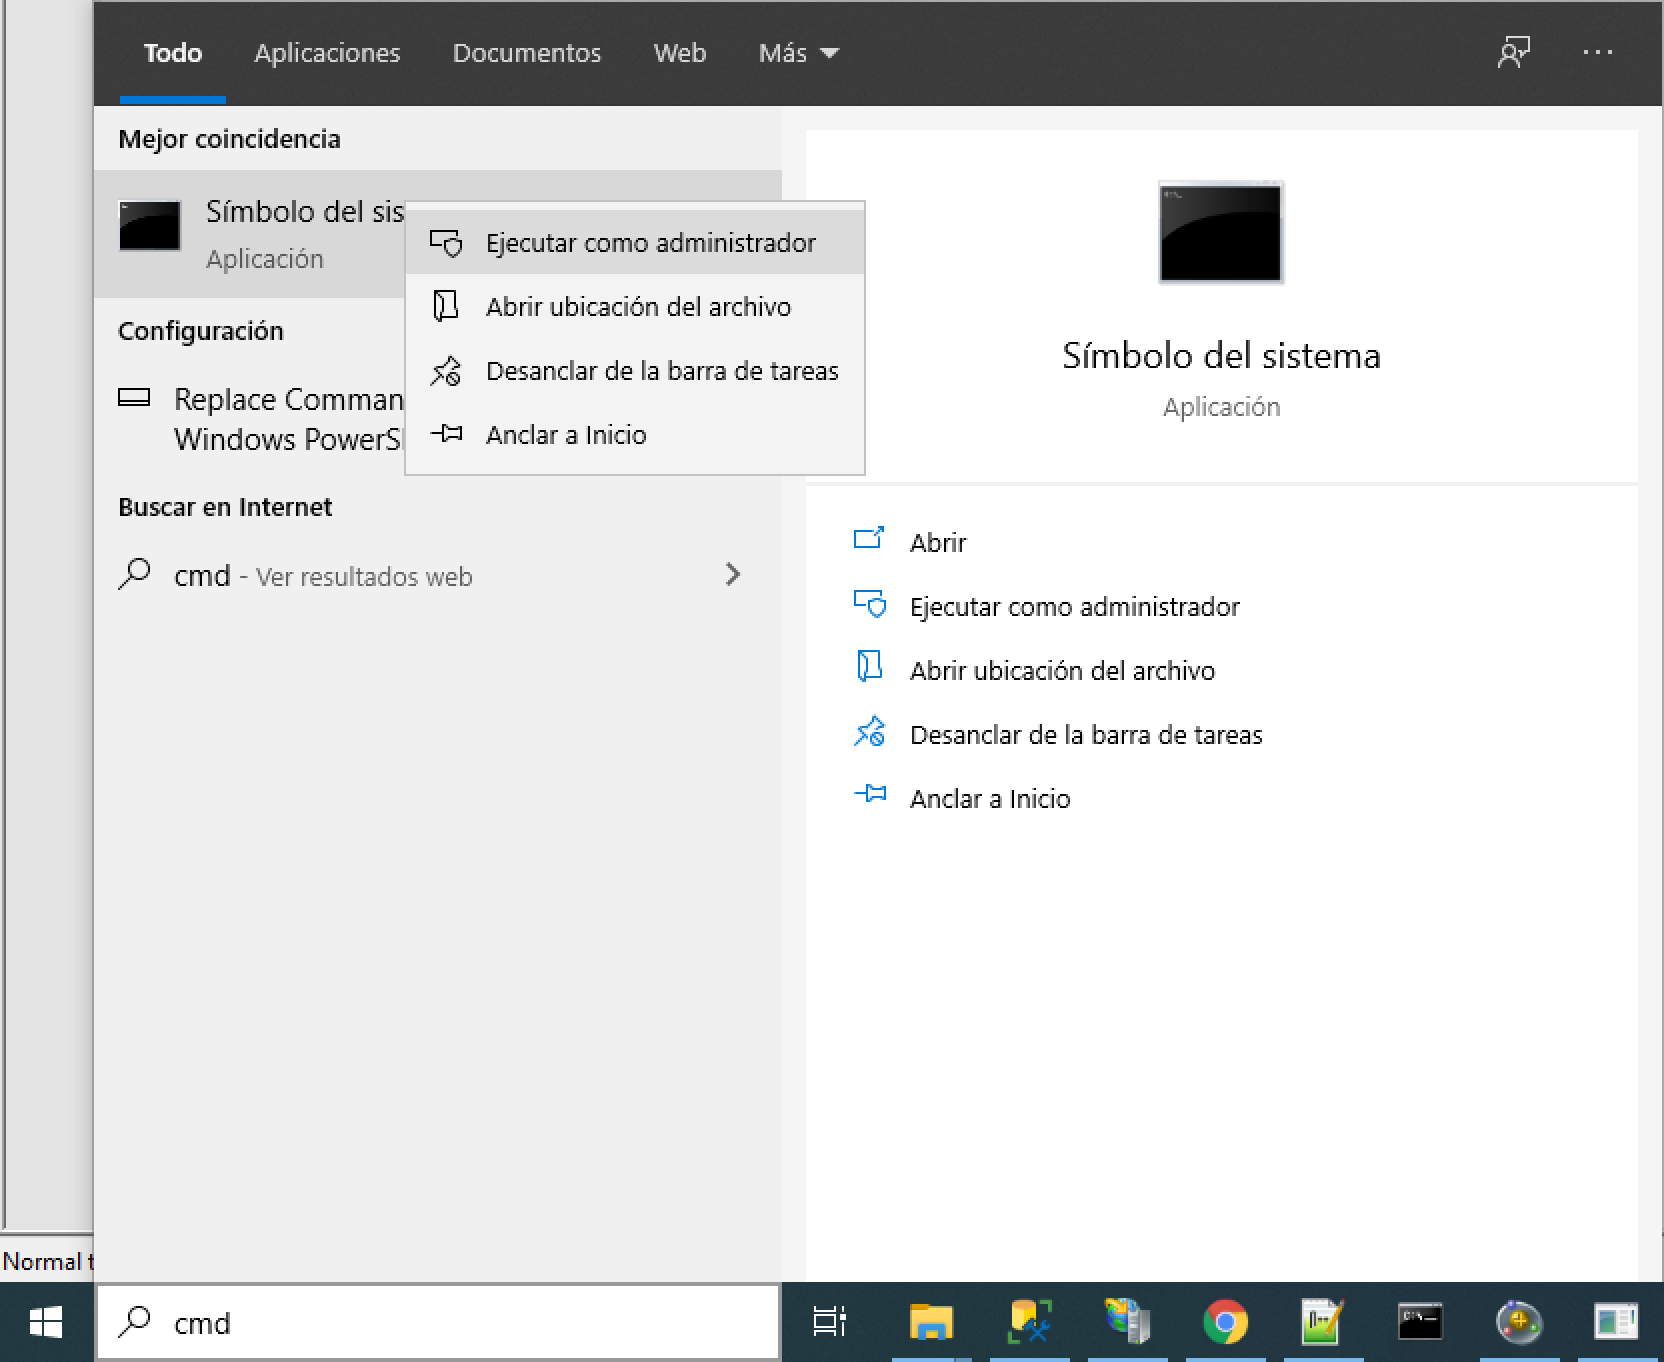 Todo Aplicaciones Documentos Web Más
Mejor coincidencia
Símbolo del sis
Aplicación
Ejecutar como administrador
Abrir ubicación del archivo
Desanclar de la barra de tareas
Anclar a Inicio
Configuración
Replace Comman
Windows PowerS
Buscar en Internet
cmd - Ver resultados web
Símbolo del sistema
Aplicación
Abrir
Ejecutar como administrador
Abrir ubicación del archivo
Desanclar de la barra de tareas
Anclar a Inicio
Normal t
cmd